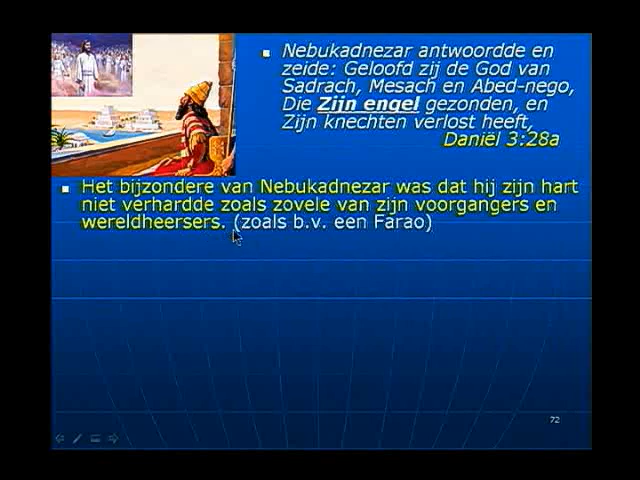 Nebukadnezar antwoordde en
zeide: Geloofd zij de God van
Sadrach, Mesach en Abed-nego,
Die Zijn engel gezonden, en
Zijn knechten verlost heeft,
Daniël 3:28a
Het bijzondere van Nebukadnezar was dat hij zijn hart
niet verhardde zoals zovele van zijn voorgangers en
wereldheersers. (zoals b.v. een Farao)
72